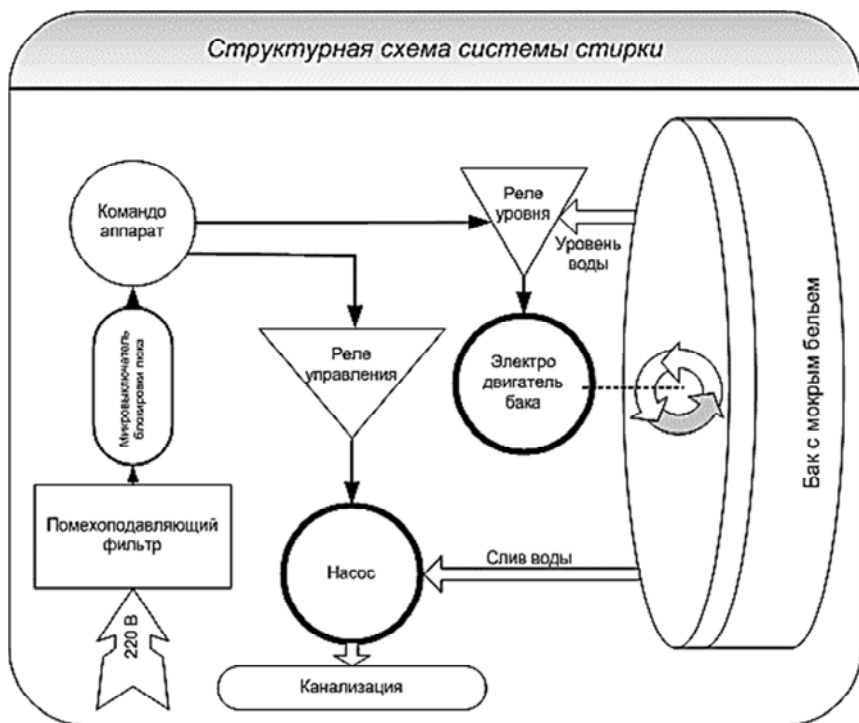 Структурная схема системы стирки
Командо
аппарат
Реле
уровня
Уровень
воды
Микровыключатель
блокировки люка
Реле
управления
Электро
двигатель
бака
Бак с мокрым бельем
Помехоподавляющий
фильтр
Насос
Слив воды
220 В
Канализация